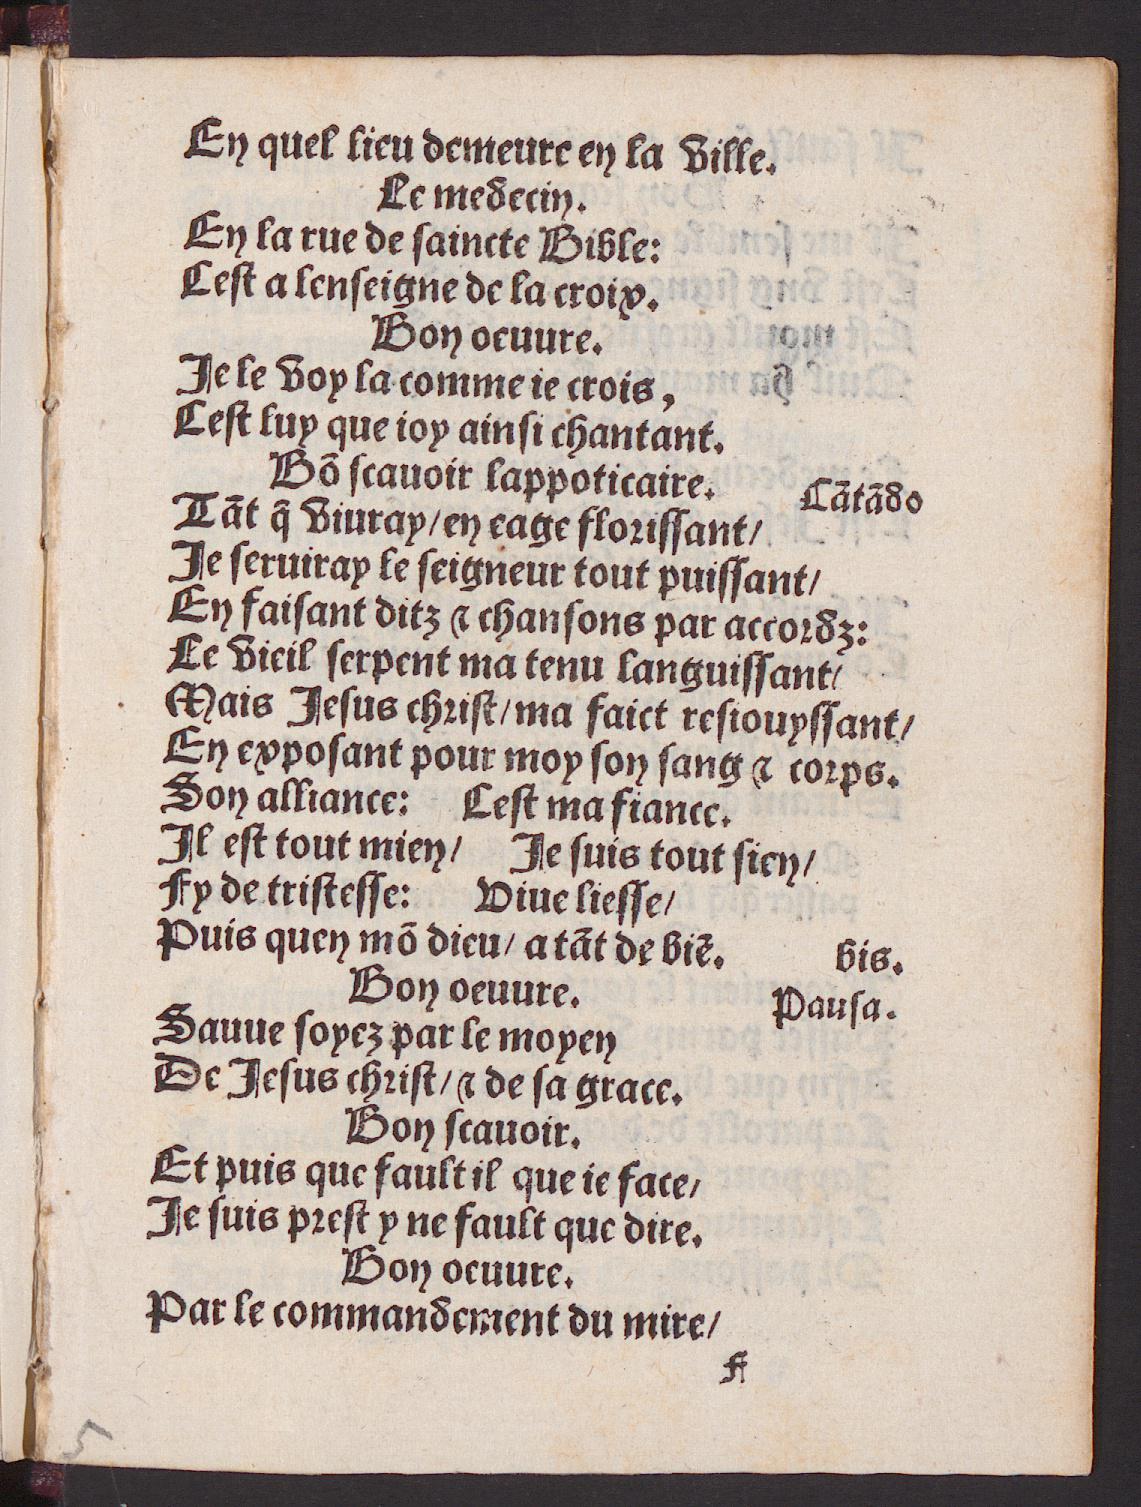 En quel lieu demeure en la ville.
Le medecin.
En la rue de saincte Bible:
Cest a lenseigne de la croix.
Bon oeuure.
Je le voy la comme ie crois,
Cest luy que ioy ainsi chantant.
Bō scauoir lappoticaire.
Cātādo
Tāt q̄ viuray/ en eage florissant/
Je seruiray le seigneur tout puissant/
En faisant ditz ⁊ chansons par accordz:
Le vieil serpent ma tenu languissant/
Mais Jesus christ/ ma faict resiouyssant/
En exposant pour moy son sang ⁊ corps.
Son alliance: Cest ma fiance.
Il est tout mien/ Je suis tout sien/
Fy de tristesse: Viue liesse/
Puis quen mō dieu/ a tāt de biē. bis.
Bon oeuure.
Pausa.
Sauue soyez par le moyen
De Jesus christ/ ⁊ de sa grace.
Bon scauoir.
Et puis que fault il que ie face/
Je suis prest y ne fault que dire.
Bon oeuure.
Par le commandement du mire/
A
5